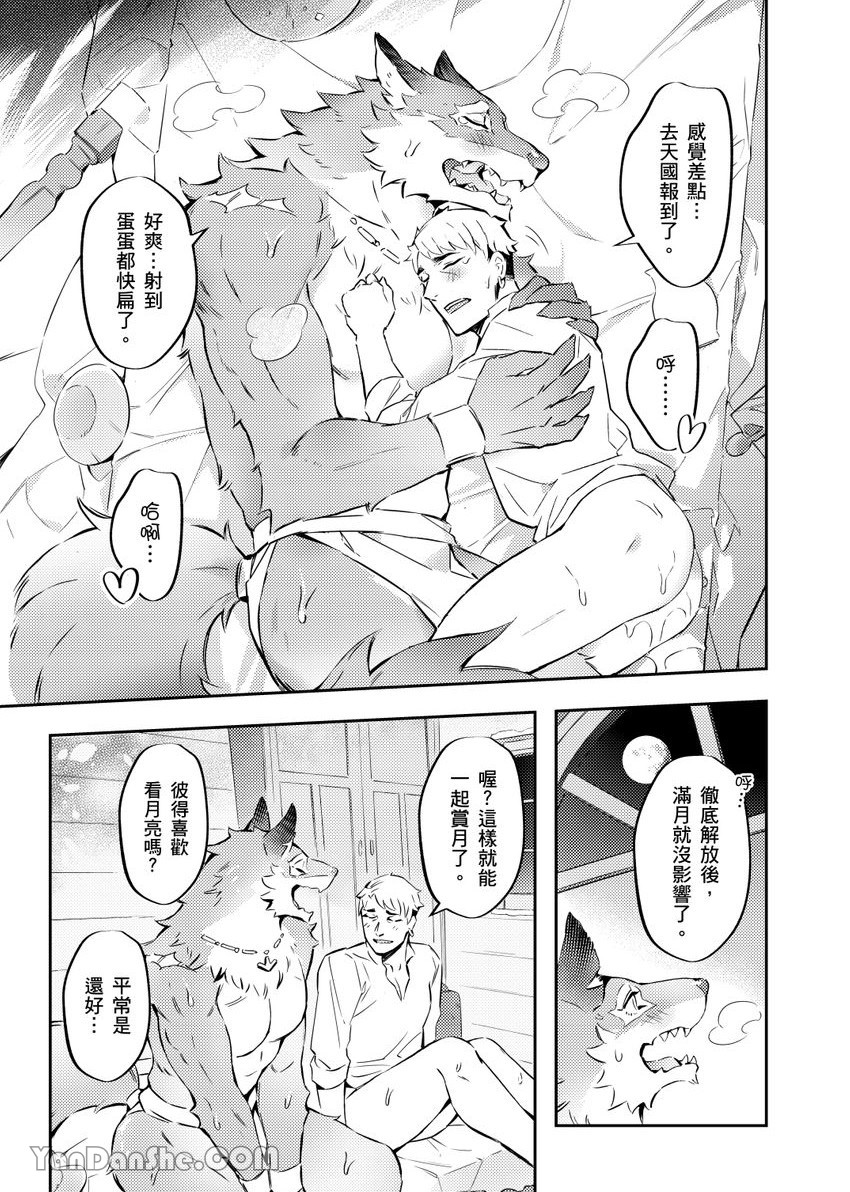 感覺差點…
去天國報到了。
呼……
好爽…射到
蛋蛋都快扁了。
哈啊…
呼…
徹底解放後，
滿月就沒影響了。
喔？這樣就能
一起賞月了。
彼得喜歡
看月亮嗎？
平常是
還好…
YanDanShe.COM